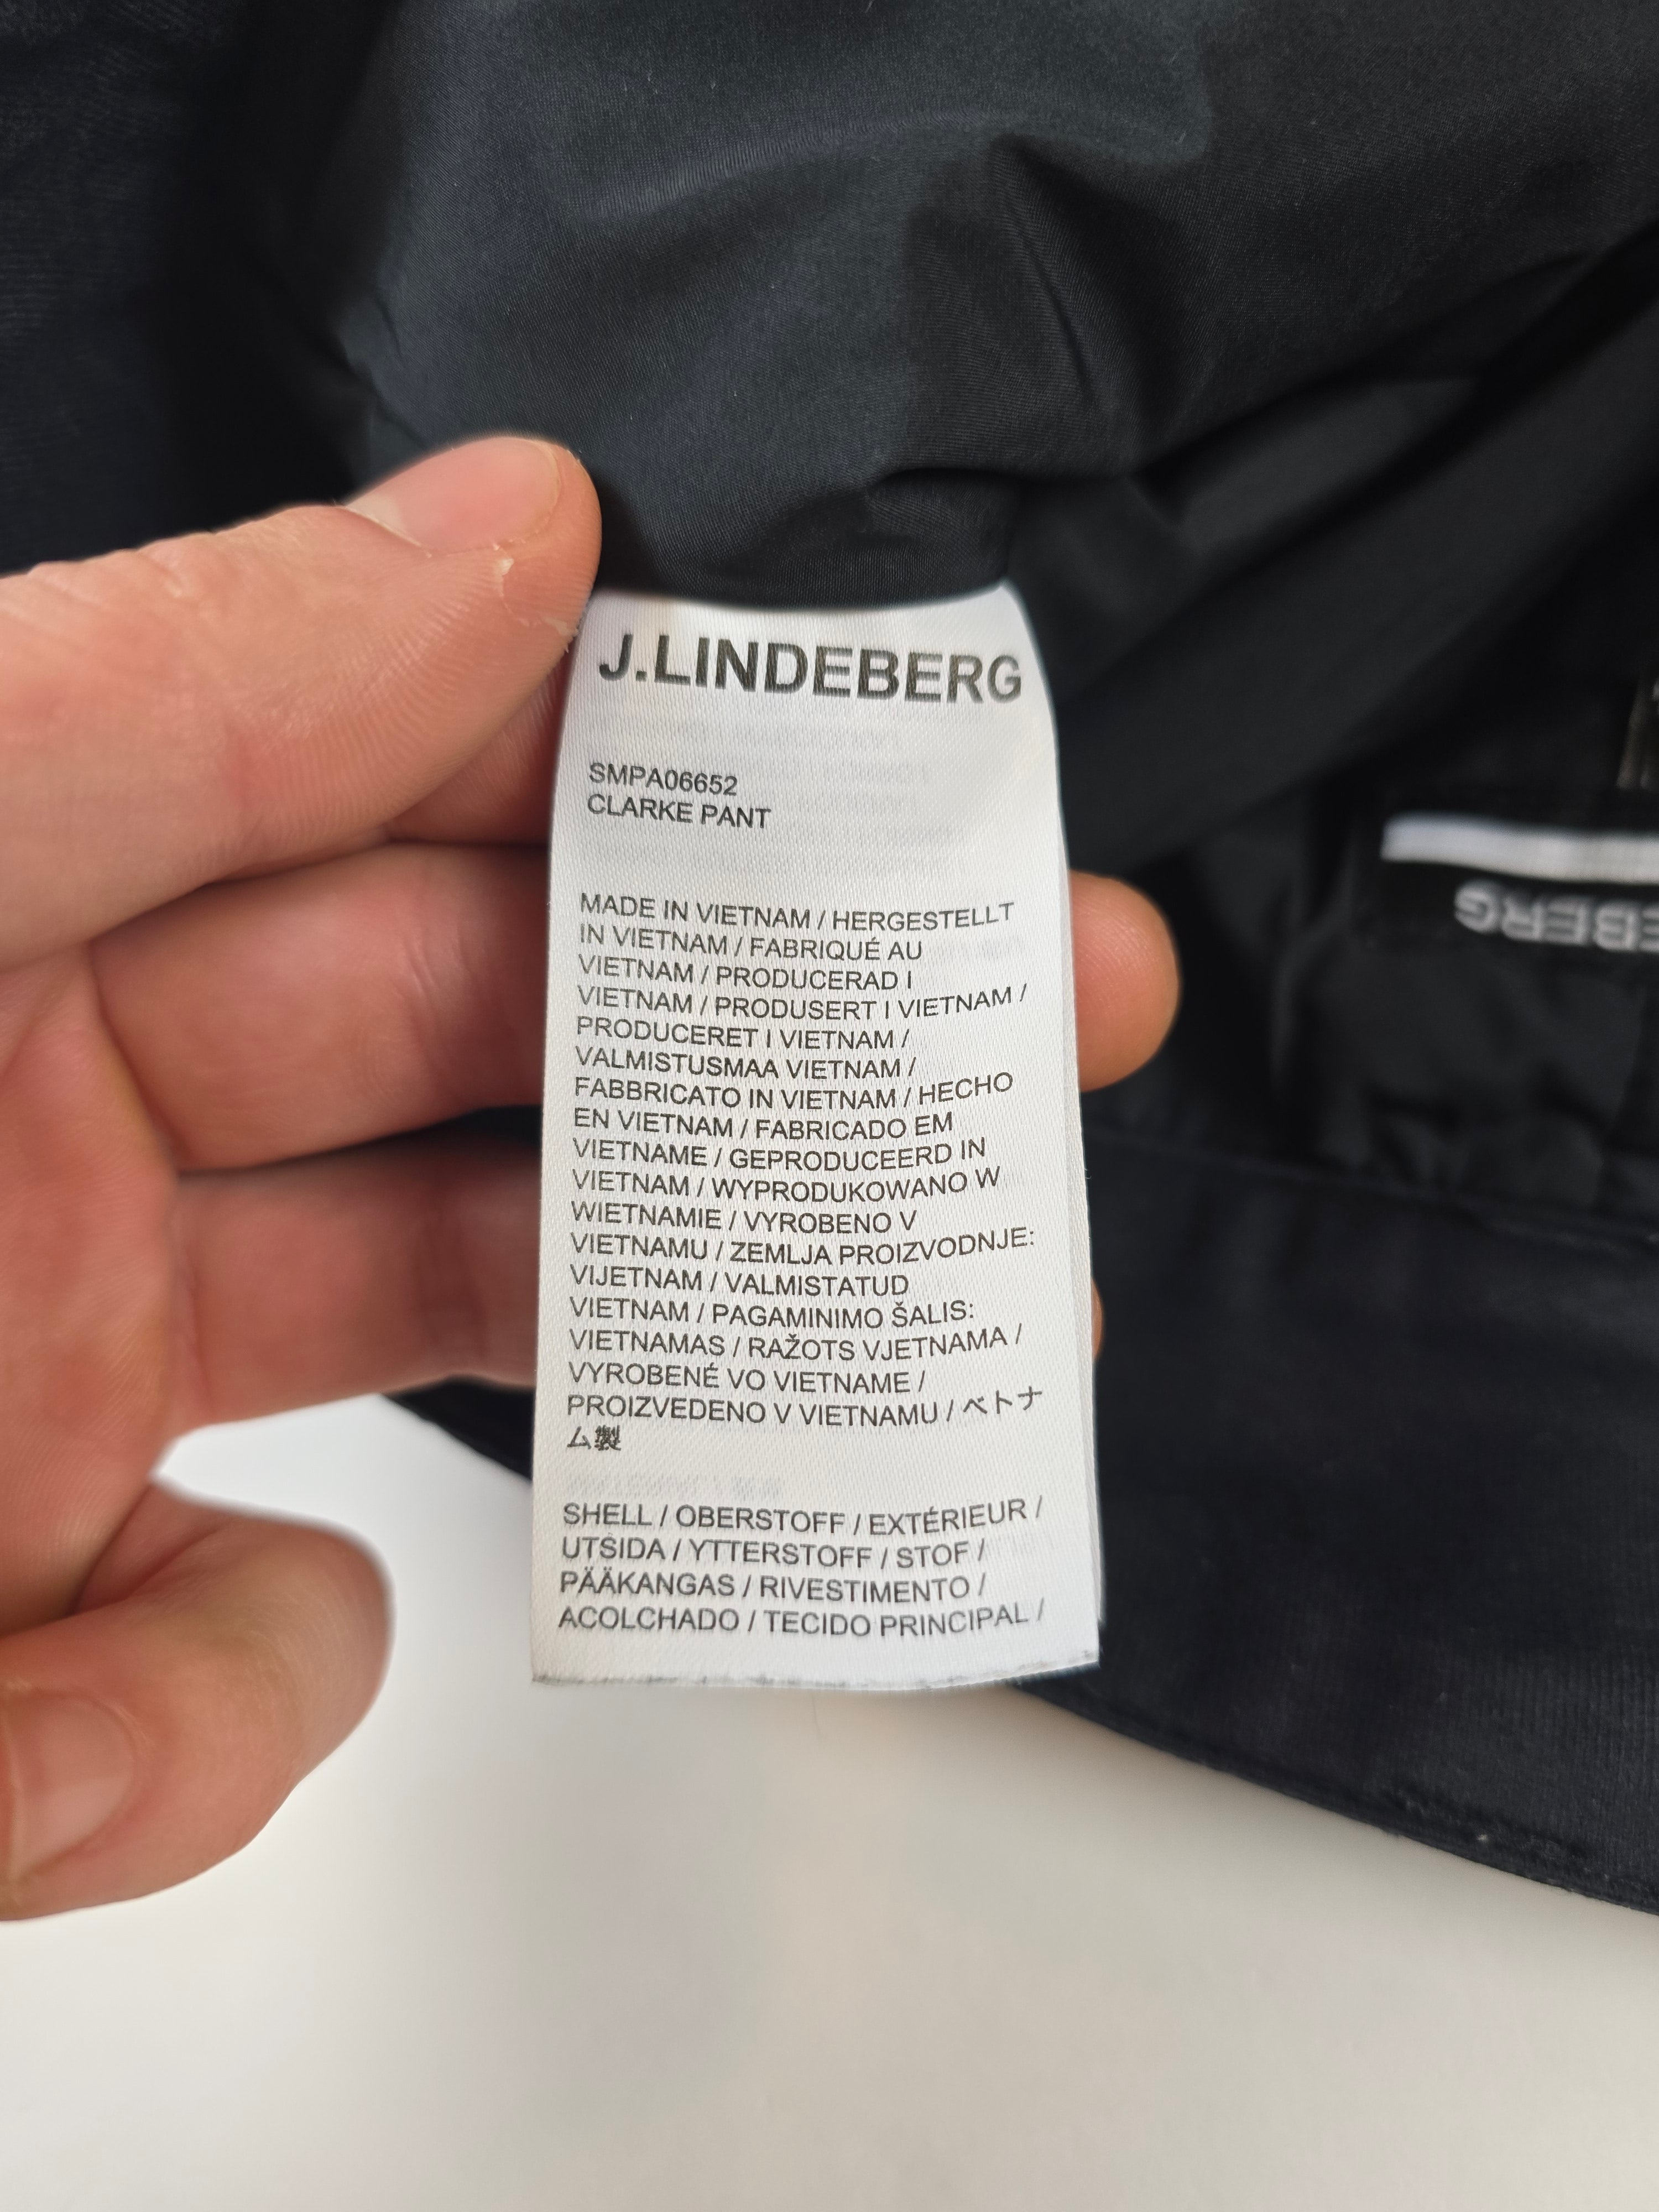 J.LINDEBERG
SMPA06652
CLARKE PANT
MADE IN VIETNAM / HERGESTELLT
IN VIETNAM / FABRIQUÉ AU
VIETNAM / PRODUCERAD I
VIETNAM / PRODUSERT I VIETNAM /
PRODUCERET I VIETNAM /
VALMISTUSMAA VIETNAM /
FABBRICATO IN VIETNAM / HECHO
EN VIETNAM / FABRICADO EM
VIETNAME / GEPRODUCEERD IN
VIETNAM / WYPRODUKOWANO W
WIETNAMIE / VYROBENO V
VIETNAMU / ZEMLJA PROIZVODNJE:
VIJETNAM / VALMISTATUD
VIETNAM / PAGAMINIMO ŠALIS:
VIETNAMAS / RAŽOTS VJETNAMA /
VYROBENÉ VO VIETNAME /
PROIZVEDENO V VIETNAMU / ベトナ
ム製
SHELL / OBERSTOFF / EXTÉRIEUR /
UTSIDA / YTTERSTOFF / STOF /
PÄÄKANGAS / RIVESTIMENTO /
ACOLCHADO / TECIDO PRINCIPAL /
EBERG